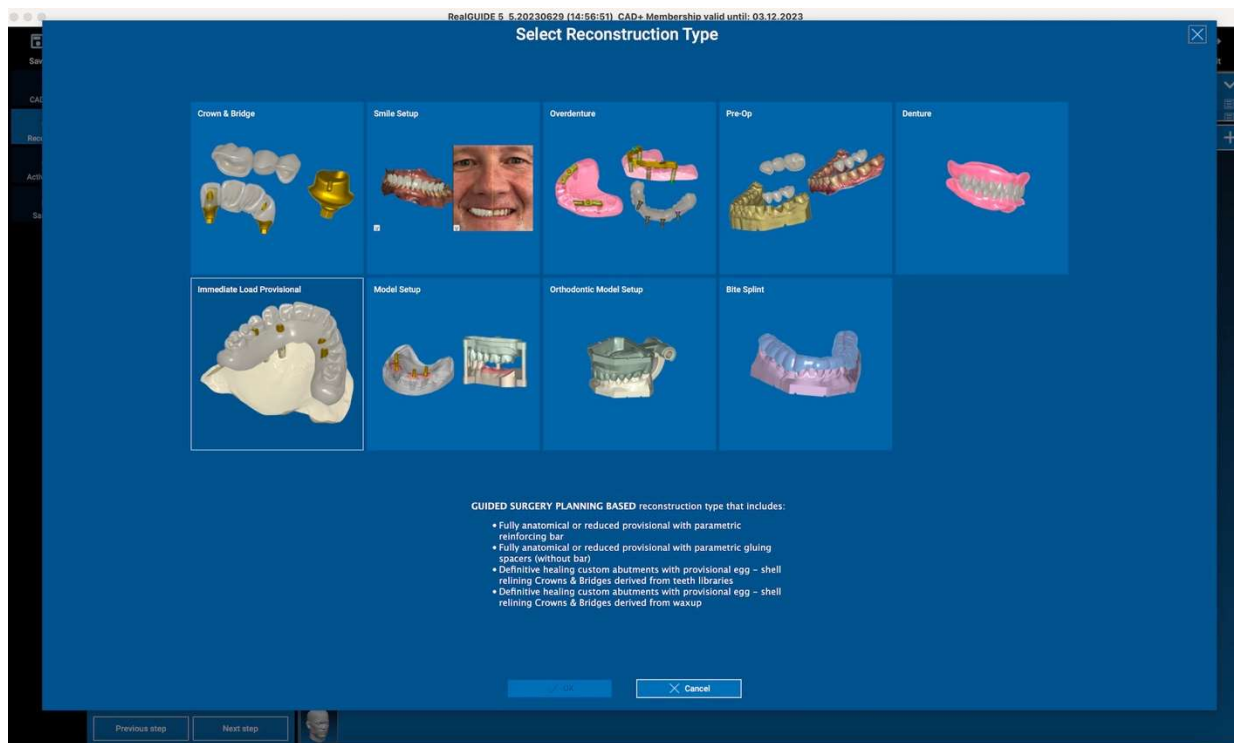 RealGUIDE 5 5.20230629 (14:56:51) CAD+ Membership valid until: 03.12.2023
Select Reconstruction Type
Crown & Bridge
Smile Setup
Overdenture
Pre-Op
Denture
Immediate Load Provisional
Model Setup
Orthodontic Model Setup
Bite Splint
GUIDED SURGERY PLANNING BASED reconstruction type that includes:
• Fully anatomical or reduced provisional with parametric
reinforcing bar
• Fully anatomical or reduced provisional with parametric gluing
spacers (without bar)
• Definitive healing custom abutments with provisional egg – shell
relining Crowns & Bridges derived from teeth libraries
• Definitive healing custom abutments with provisional egg – shell
relining Crowns & Bridges derived from waxup
Cancel
Previous step
Next step